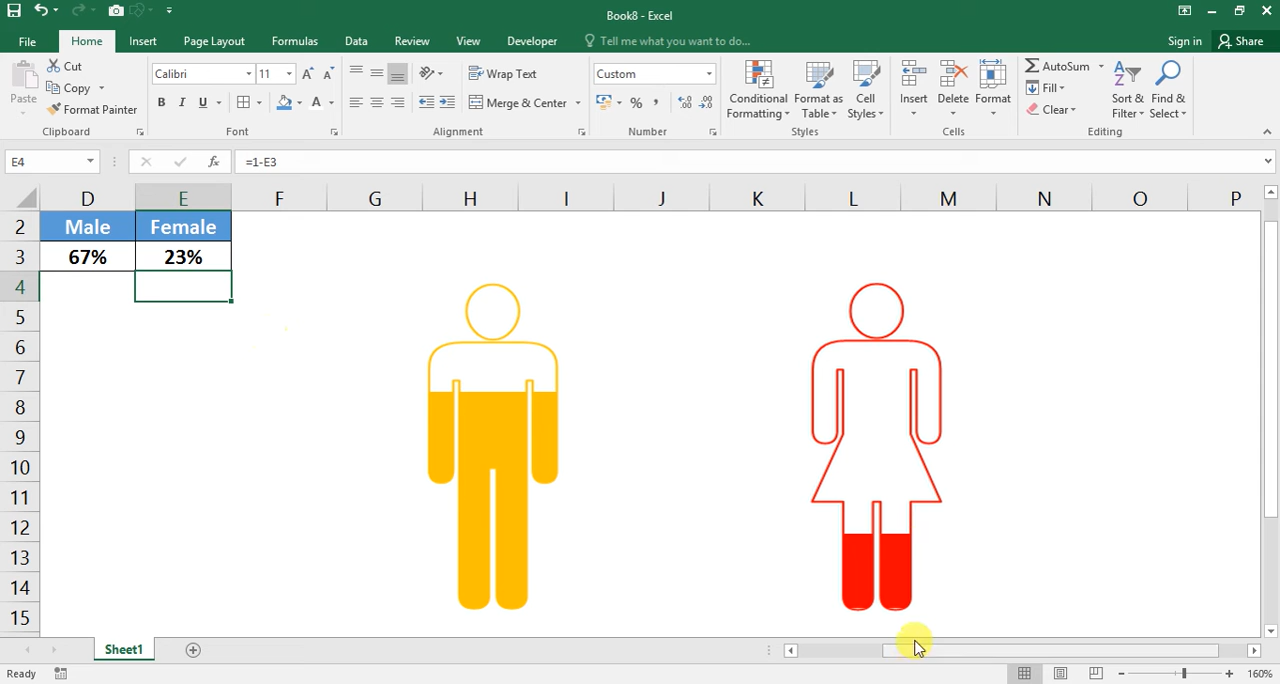 Book8 - Excel
File Home Insert Page Layout Formulas Data Review View Developer Tell me what you want to do... Sign in Share
Paste Cut Copy Format Painter
Clipboard
Calibri 11 A A
B I U A
Font
Wrap Text
Merge & Center
Alignment
Custom
%
Number
Conditional Formatting
Format as Table
Cell Styles
Styles
Insert Delete Format
Cells
AutoSum
Fill
Clear
Sort & Filter
Find & Select
Editing
E4 fx =1-E3
D E F G H I J K L M N O P
2 Male Female
3 67% 23%
4
5
6
7
8
9
10
11
12
13
14
15
Sheet1
Ready 160%